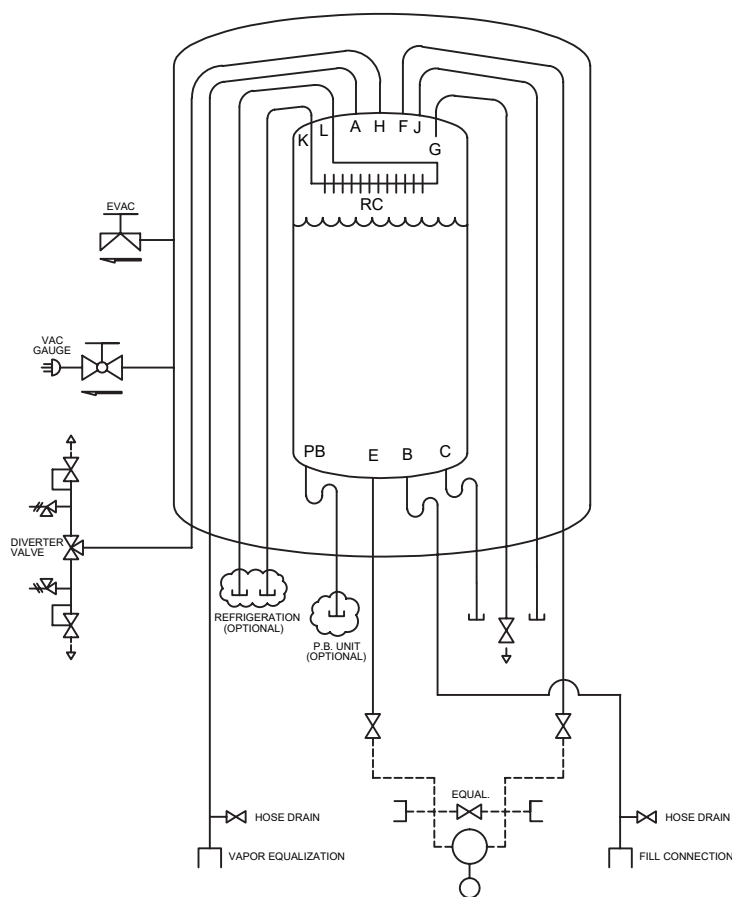 A
H
F
J
L
K
G
RC
EVAC
VAC
GAUGE
PB
E
B
C
DIVERTER
VALVE
REFRIGERATION
(OPTIONAL)
P.B. UNIT
(OPTIONAL)
EQUAL.
HOSE DRAIN
HOSE DRAIN
VAPOR EQUALIZATION
FILL CONNECTION